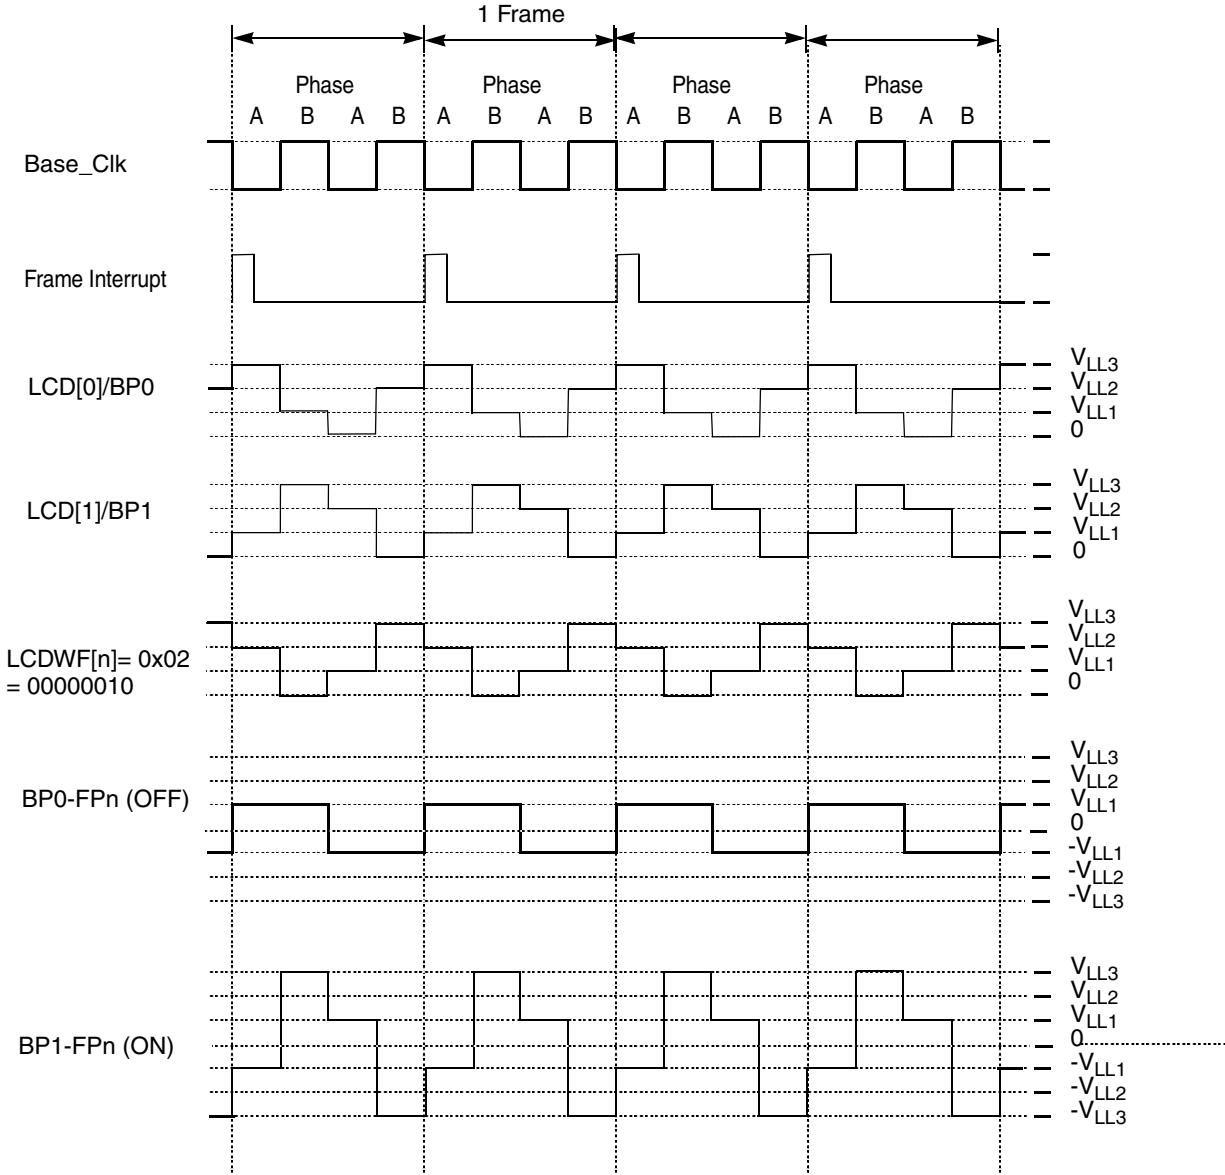 1 Frame
Phase Phase Phase Phase
A B A B A B A B A B A B A B A B
Base_Clk
Frame Interrupt
LCD[0]/BP0
VLL3
VLL2
VLL1
0
LCD[1]/BP1
VLL3
VLL2
VLL1
0
LCDWF[n]= 0x02
= 00000010
VLL3
VLL2
VLL1
0
BP0-FPn (OFF)
VLL3
VLL2
VLL1
0
-VLL1
-VLL2
-VLL3
BP1-FPn (ON)
VLL3
VLL2
VLL1
0
-VLL1
-VLL2
-VLL3